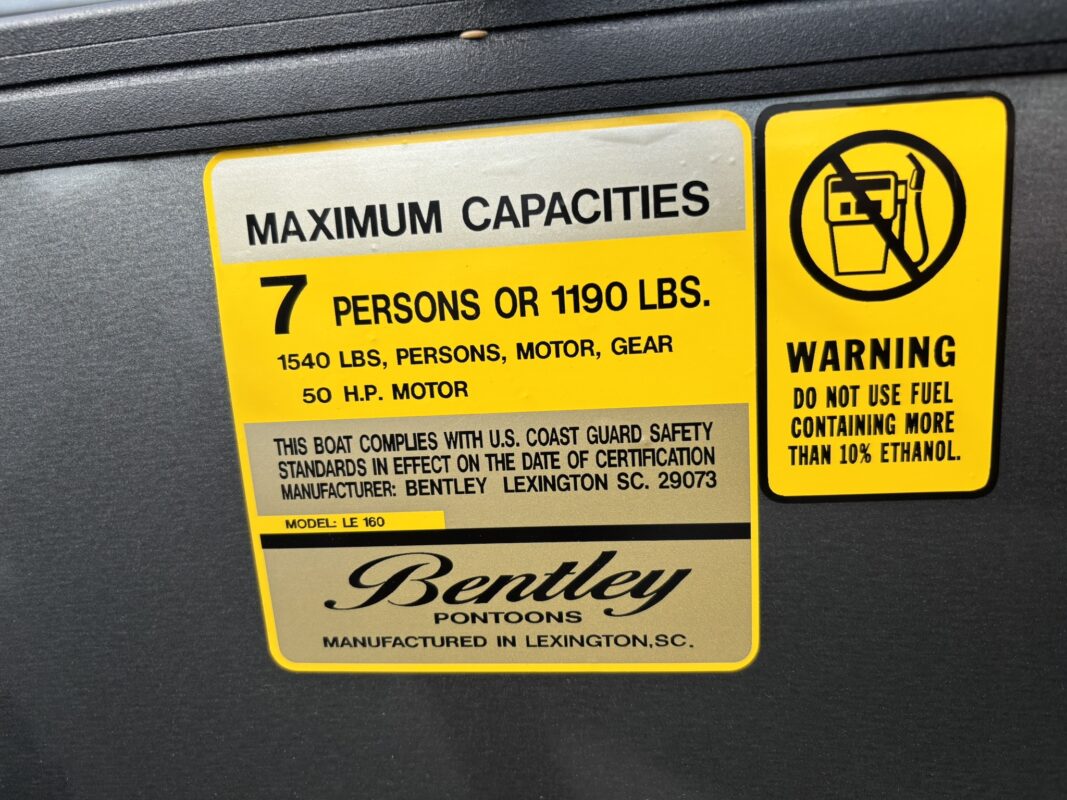 MAXIMUM CAPACITIES
7 PERSONS OR 1190 LBS.
1540 LBS, PERSONS, MOTOR, GEAR
50 H.P. MOTOR
THIS BOAT COMPLIES WITH U.S. COAST GUARD SAFETY
STANDARDS IN EFFECT ON THE DATE OF CERTIFICATION
MANUFACTURER: BENTLEY LEXINGTON SC. 29073
MODEL: LE 160
Bentley
PONTOONS
MANUFACTURED IN LEXINGTON,SC.
WARNING
DO NOT USE FUEL
CONTAINING MORE
THAN 10% ETHANOL.